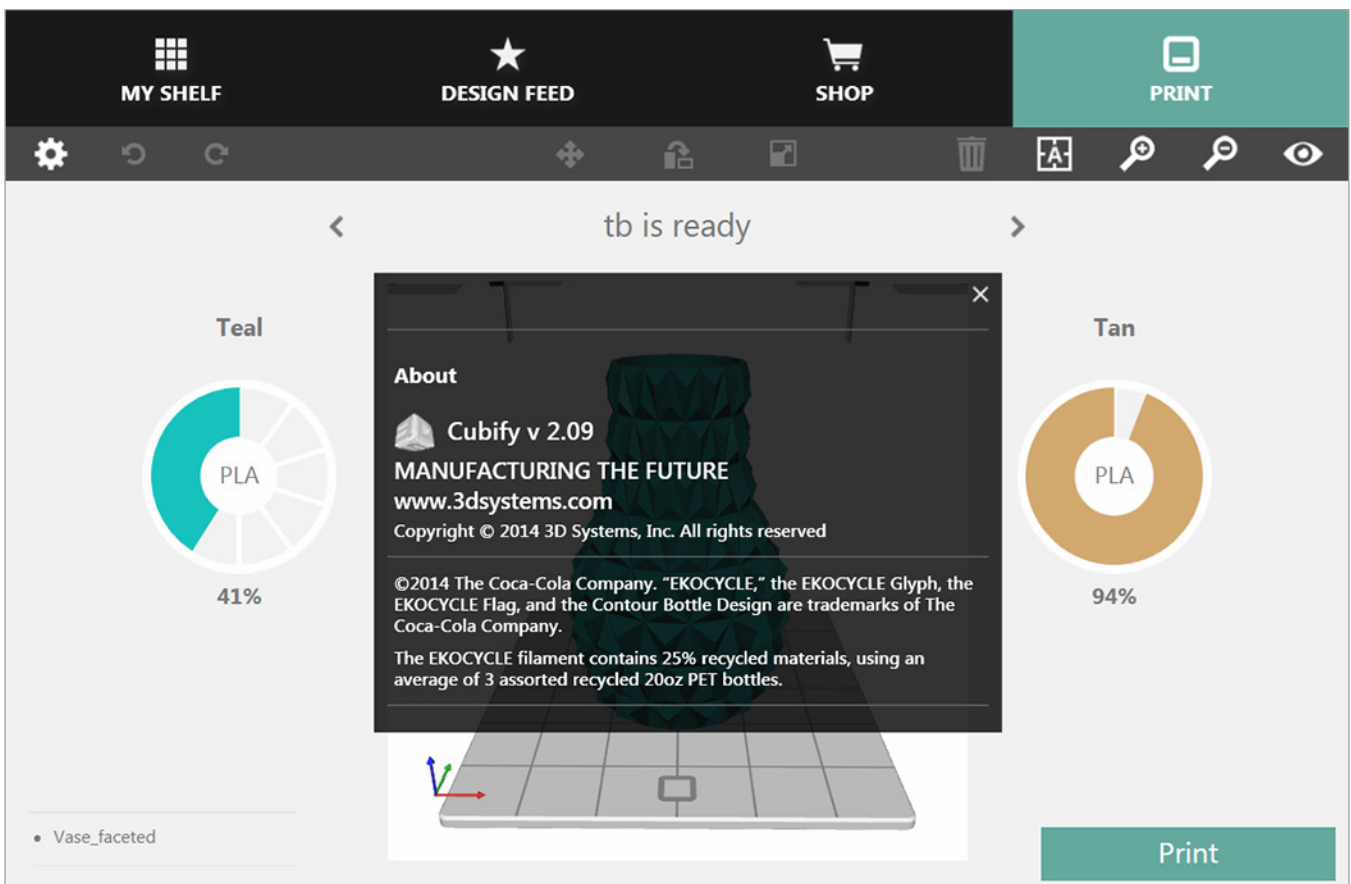 MY SHELF
DESIGN FEED
SHOP
PRINT
A
tb is ready
Teal
Tan
About
Cubify v 2.09
PLA
PLA
MANUFACTURING THE FUTURE
www.3dsystems.com
Copyright © 2014 3D Systems, Inc. All rights reserved
©2014 The Coca-Cola Company. “EKOCYCLE,” the EKOCYCLE Glyph, the
EKOCYCLE Flag, and the Contour Bottle Design are trademarks of The
Coca-Cola Company.
41%
94%
The EKOCYCLE filament contains 25% recycled materials, using an
average of 3 assorted recycled 20oz PET bottles.
Vase_faceted
Print